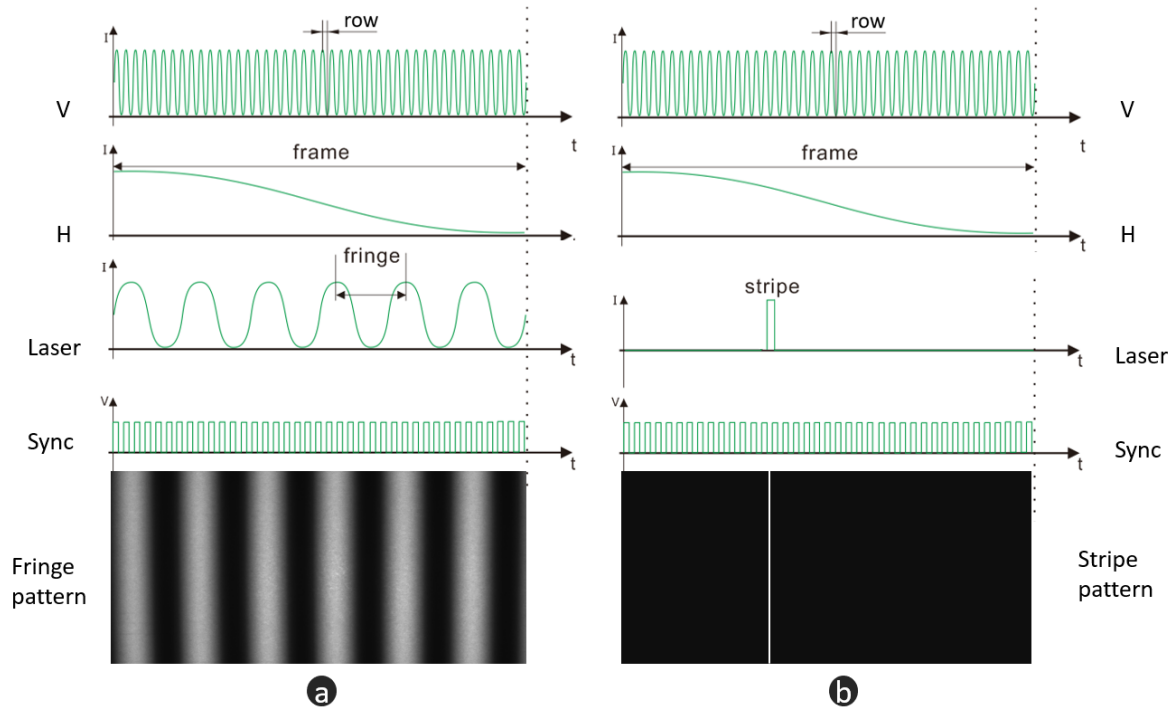 row
I
V
t
I
frame
H
I
fringe
Laser
t
V
Sync
t
Fringe
pattern
a
row
I
V
t
I
frame
H
t
I
stripe
Laser
t
V
Sync
t
Stripe
pattern
b